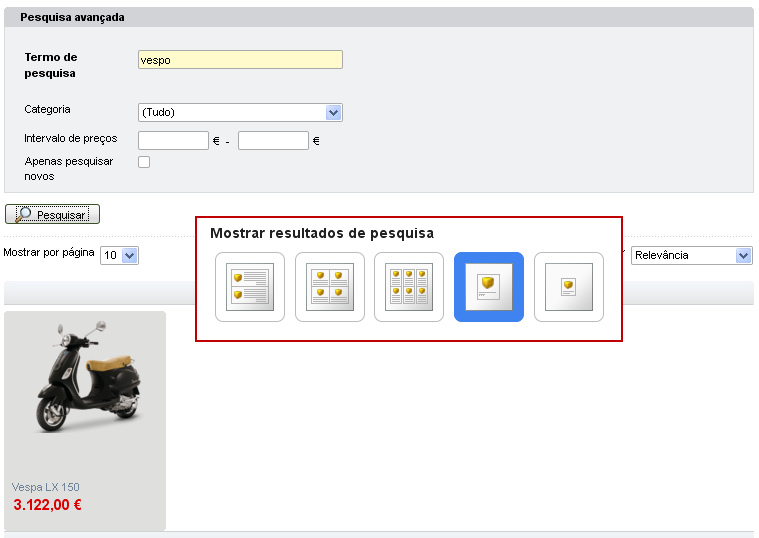 Pesquisa avançada
Termo de
pesquisa
vespo
Categoria
(Tudo)
Intervalo de preços
€ -
€
Apenas pesquisar
novos
Pesquisar
Mostrar resultados de pesquisa
Mostrar por página
10
Relevância
Vespa LX 150
3.122,00 €